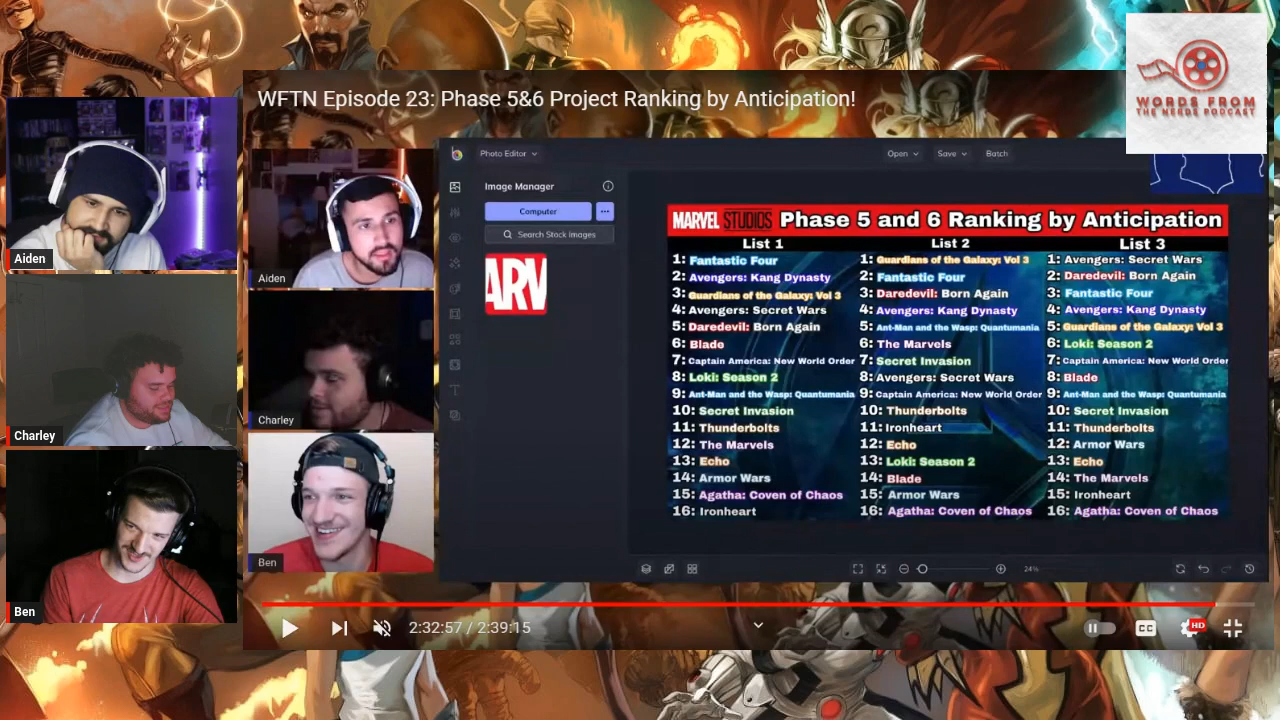 WORDS FROM
THE NERDS PODCAST
WFTN Episode 23: Phase 5&6 Project Ranking by Anticipation!
Photo Editor
Open
Save
Batch
Image Manager
Computer
Search Stock Images
ARV
MARVEL STUDIOS Phase 5 and 6 Ranking by Anticipation
List 1
1: Fantastic Four
2: Avengers: Kang Dynasty
3: Guardians of the Galaxy: Vol 3
4: Avengers: Secret Wars
5: Daredevil: Born Again
6: Blade
7: Captain America: New World Order
8: Loki: Season 2
9: Ant-Man and the Wasp: Quantumania
10: Secret Invasion
11: Thunderbolts
12: The Marvels
13: Echo
14: Armor Wars
15: Agatha: Coven of Chaos
16: Ironheart
List 2
1: Guardians of the Galaxy: Vol 3
2: Fantastic Four
3: Daredevil: Born Again
4: Avengers: Kang Dynasty
5: Ant-Man and the Wasp: Quantumania
6: The Marvels
7: Secret Invasion
8: Avengers: Secret Wars
9: Captain America: New World Order
10: Thunderbolts
11: Ironheart
12: Echo
13: Loki: Season 2
14: Blade
15: Armor Wars
16: Agatha: Coven of Chaos
List 3
1: Avengers: Secret Wars
2: Daredevil: Born Again
3: Fantastic Four
4: Avengers: Kang Dynasty
5: Guardians of the Galaxy: Vol 3
6: Loki: Season 2
7: Captain America: New World Order
8: Blade
9: Ant-Man and the Wasp: Quantumania
10: Secret Invasion
11: Thunderbolts
12: Armor Wars
13: Echo
14: The Marvels
15: Ironheart
16: Agatha: Coven of Chaos
24%
Aiden
Charley
Ben
Aiden
Charley
Ben
2:32:57 / 2:39:15
CC
HD